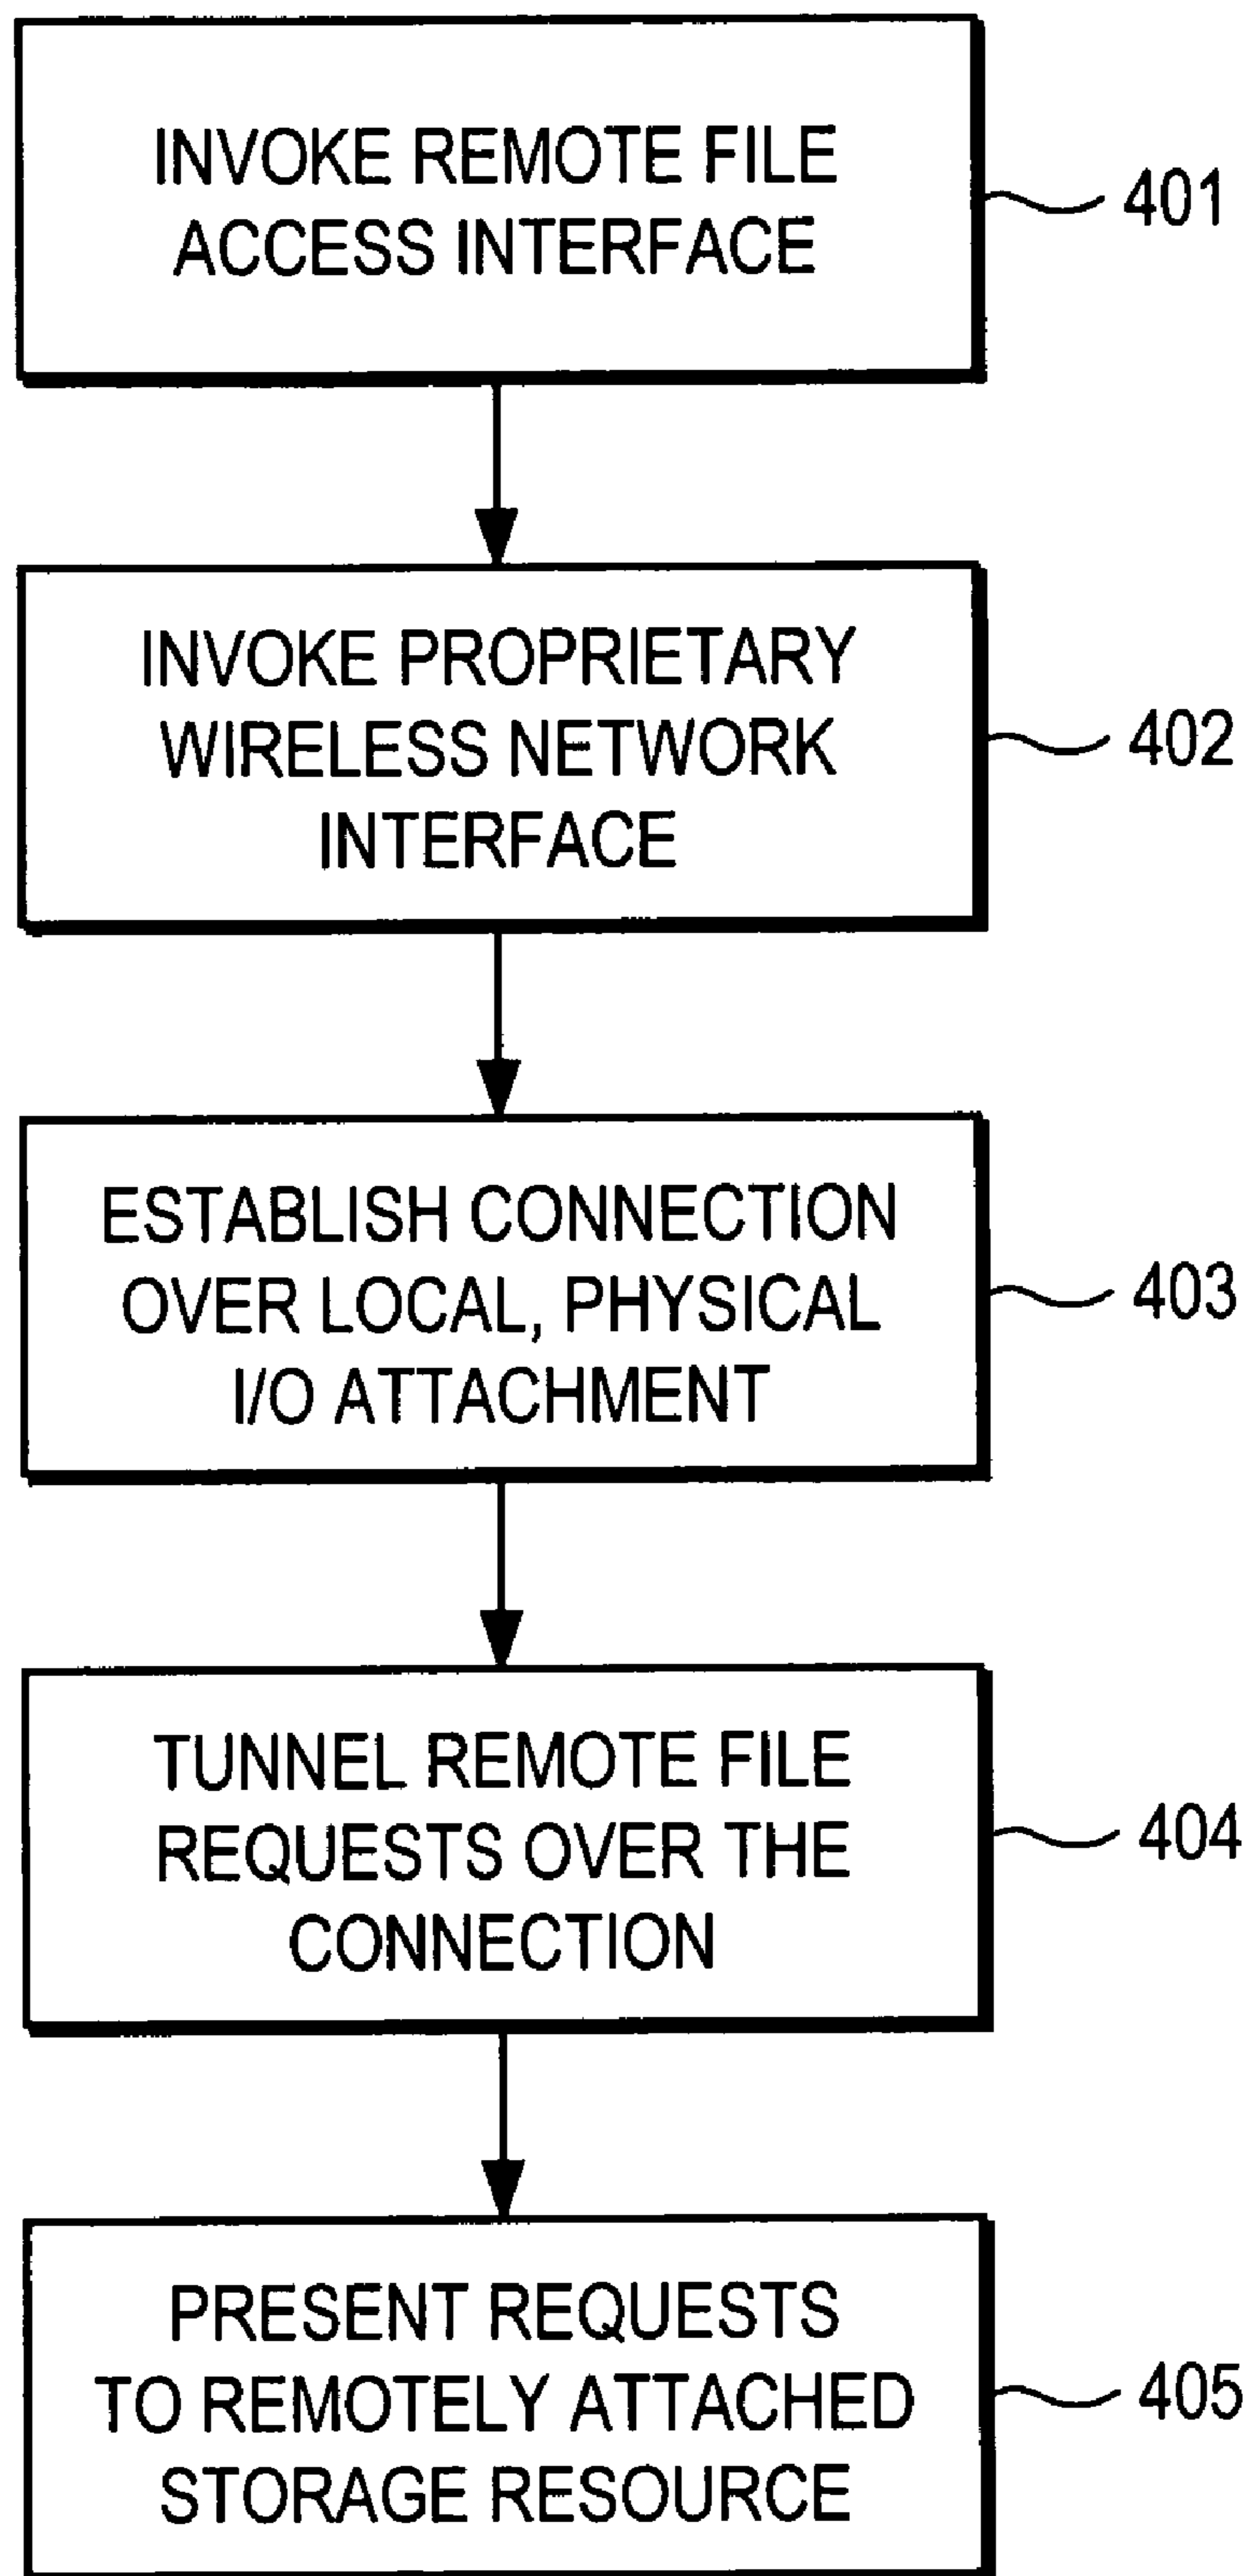 INVOKE REMOTE FILE
ACCESS INTERFACE
401
INVOKE PROPRIETARY
WIRELESS NETWORK
INTERFACE
402
ESTABLISH CONNECTION
OVER LOCAL, PHYSICAL
I/O ATTACHMENT
403
TUNNEL REMOTE FILE
REQUESTS OVER THE
CONNECTION
404
PRESENT REQUESTS
TO REMOTELY ATTACHED
STORAGE RESOURCE
405